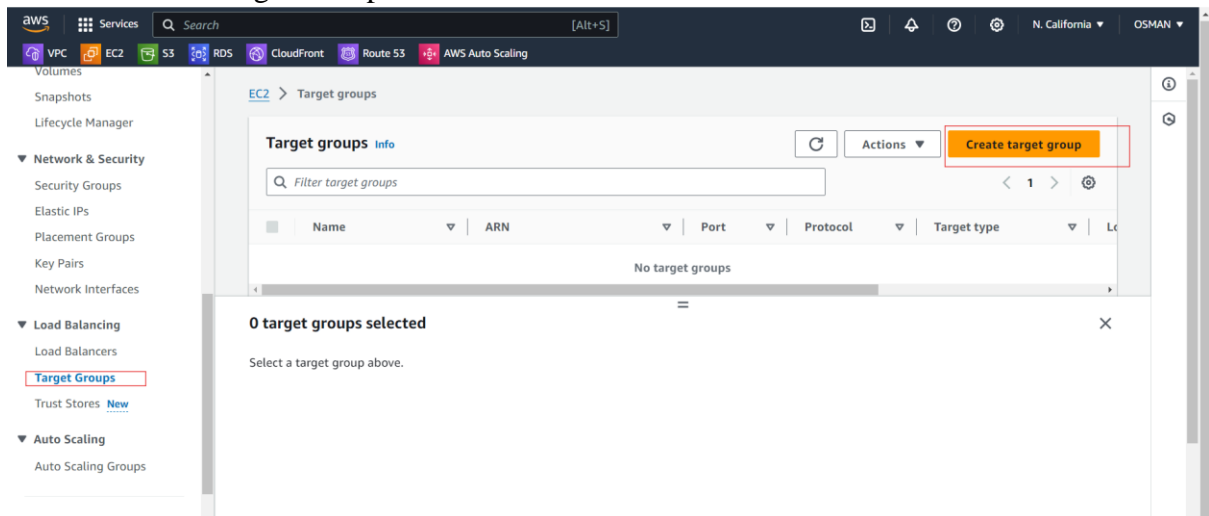 aws Services Search [Alt+S] N. California OSMAN
VPC EC2 S3 RDS CloudFront Route 53 AWS Auto Scaling
Volumes
Snapshots
Lifecycle Manager
Network & Security
Security Groups
Elastic IPs
Placement Groups
Key Pairs
Network Interfaces
Load Balancing
Load Balancers
Target Groups
Trust Stores New
Auto Scaling
Auto Scaling Groups
EC2 > Target groups
Target groups Info Actions Create target group
Filter target groups 1
Name ARN Port Protocol Target type
No target groups
0 target groups selected
Select a target group above.